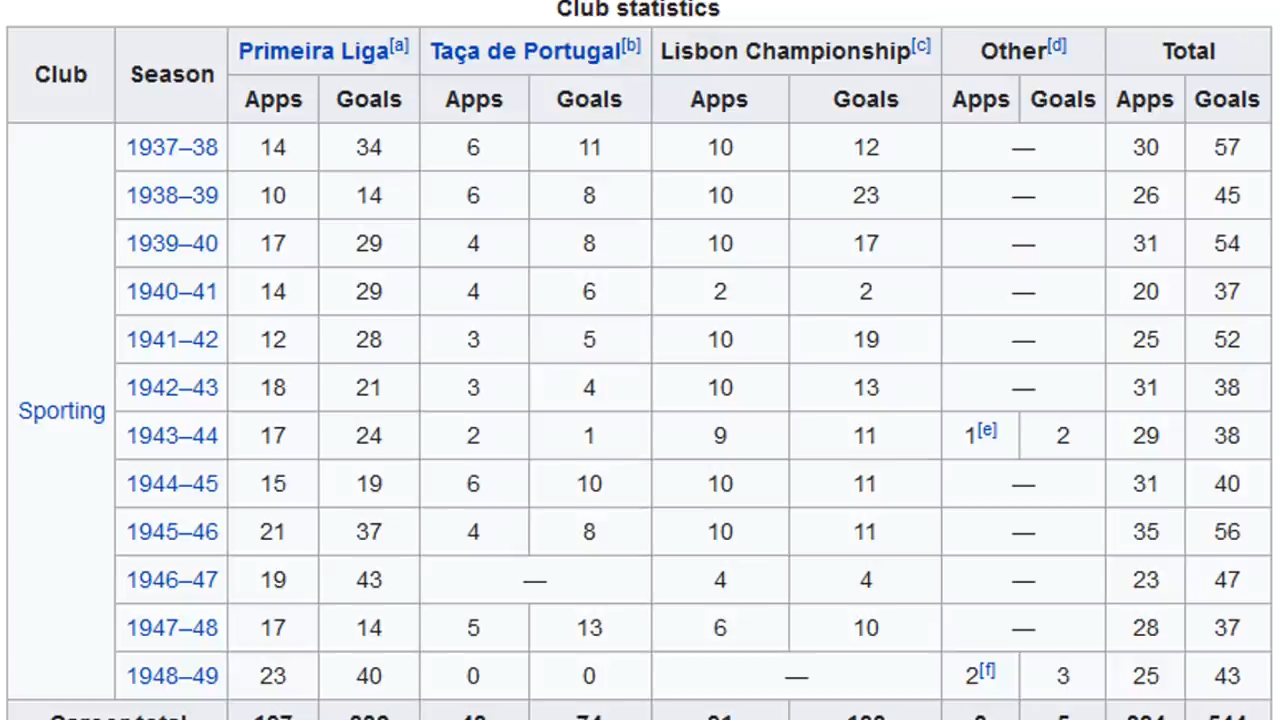 Club statistics
Club Season Primeira Liga[a] Taça de Portugal[b] Lisbon Championship[c] Other[d] Total
Apps Goals Apps Goals Apps Goals Apps Goals Apps Goals
Sporting
1937–38 14 34 6 11 10 12 — 30 57
1938–39 10 14 6 8 10 23 — 26 45
1939–40 17 29 4 8 10 17 — 31 54
1940–41 14 29 4 6 2 2 — 20 37
1941–42 12 28 3 5 10 19 — 25 52
1942–43 18 21 3 4 10 13 — 31 38
1943–44 17 24 2 1 9 11 1[e] 2 29 38
1944–45 15 19 6 10 10 11 — 31 40
1945–46 21 37 4 8 10 11 — 35 56
1946–47 19 43 — 4 4 — 23 47
1947–48 17 14 5 13 6 10 — 28 37
1948–49 23 40 0 0 — 2[f] 3 25 43
Career total